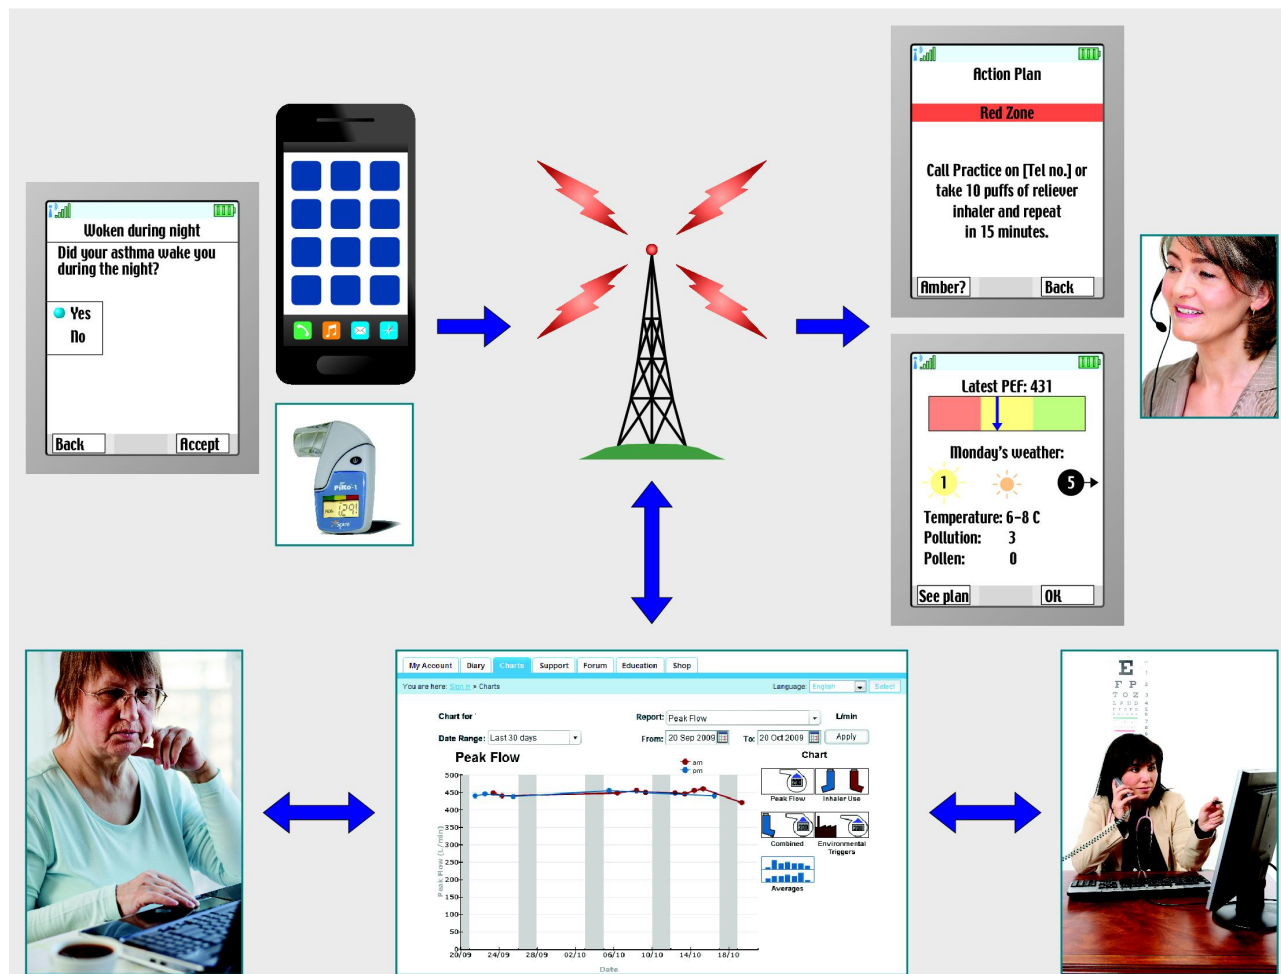 Woken during night
Did your asthma wake you
during the night?
Yes
No
Back
Accept
PiKo-1
Action Plan
Red Zone
Call Practice on [Tel no.] or
take 10 puffs of reliever
inhaler and repeat
in 15 minutes.
Amber?
Back
Latest PEF: 431
Monday's weather:
1
5
Temperature: 6–8 C
Pollution: 3
Pollen: 0
See plan
OK
My Account
Diary
Charts
Support
Forum
Education
Shop
You are here: Sign in » Charts
Language: English
Select
Chart for
Report: Peak Flow
L/min
Date Range: Last 30 days
From: 20 Sep 2009
To: 20 Oct 2009
Apply
Peak Flow
am
pm
Chart
Peak Flow
Inhaler Use
Combined
Environmental
Triggers
Averages
Peak Flow (L/min)
500
450
400
350
300
250
200
150
100
50
0
20/09
24/09
28/09
02/10
06/10
10/10
14/10
18/10
Date
E
F P
T O Z